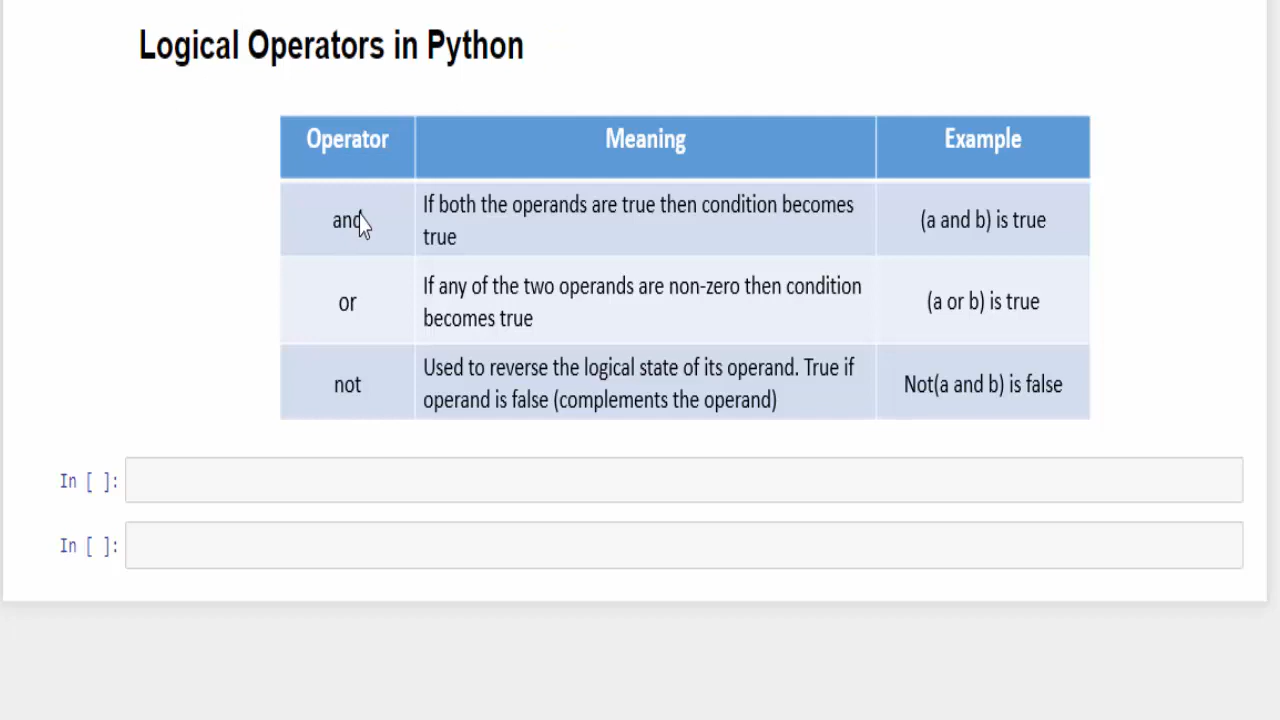 Logical Operators in Python
Operator Meaning Example
and
If both the operands are true then condition becomes
true
(a and b) is true
or
If any of the two operands are non-zero then condition
becomes true
(a or b) is true
not
Used to reverse the logical state of its operand. True if
operand is false (complements the operand)
Not(a and b) is false
In [ ]:
In [ ]: